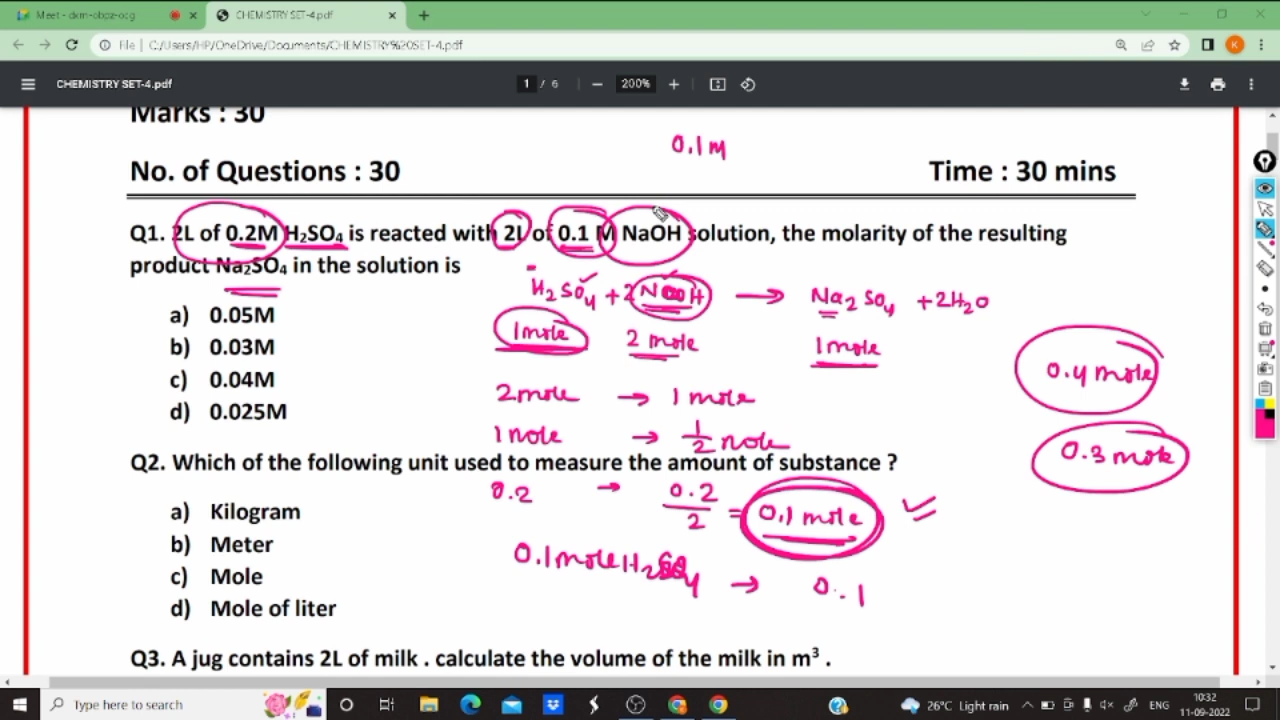 Meet - dxm-obpz-ocg
CHEMISTRY SET-4.pdf
File | C:/Users/HP/OneDrive/Documents/CHEMISTRY%20SET-4.pdf
K
CHEMISTRY SET-4.pdf 1 / 6 200%
Marks : 30
0.1M
No. of Questions : 30 Time : 30 mins
Q1. 2L of 0.2M H₂SO₄ is reacted with 2L of 0.1 M NaOH solution, the molarity of the resulting
product Na₂SO₄ in the solution is
H₂SO₄ + 2 NaOH → Na₂SO₄ + 2H₂O
a) 0.05M
1mole 2 mole 1mole
b) 0.03M
0.4 mole
c) 0.04M
2mole → 1 mole
d) 0.025M
1 mole → 1/2 mole
0.3 mole
Q2. Which of the following unit used to measure the amount of substance ?
0.2 → 0.2/2 = 0.1 mole
a) Kilogram
b) Meter
0.1 mole H₂SO₄ → 0.1
c) Mole
d) Mole of liter
Q3. A jug contains 2L of milk . calculate the volume of the milk in m³ .
Type here to search
26°C Light rain
ENG
10:32
11-09-2022